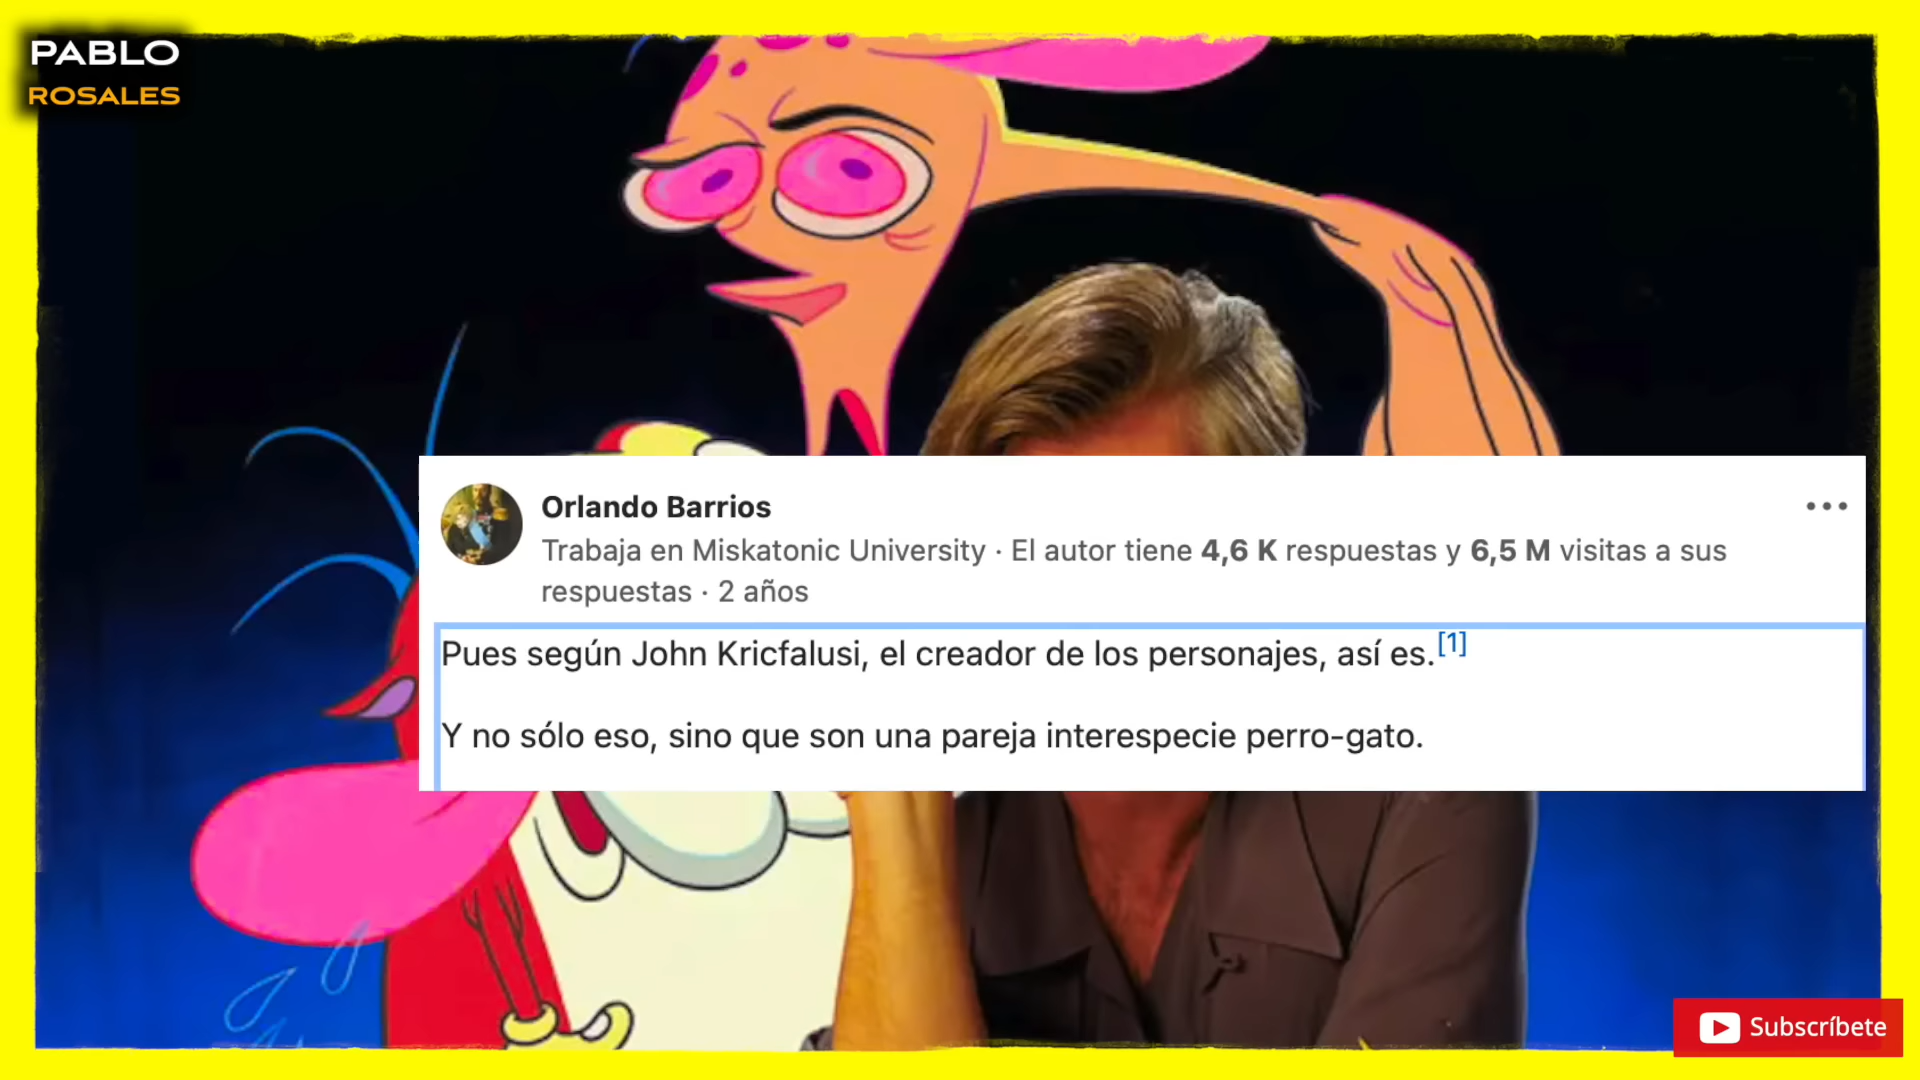 PABLO
ROSALES
Orlando Barrios
Trabaja en Miskatonic University · El autor tiene 4,6 K respuestas y 6,5 M visitas a sus
respuestas · 2 años
Pues según John Kricfalusi, el creador de los personajes, así es.[1]
Y no sólo eso, sino que son una pareja interespecie perro-gato.
Subscríbete